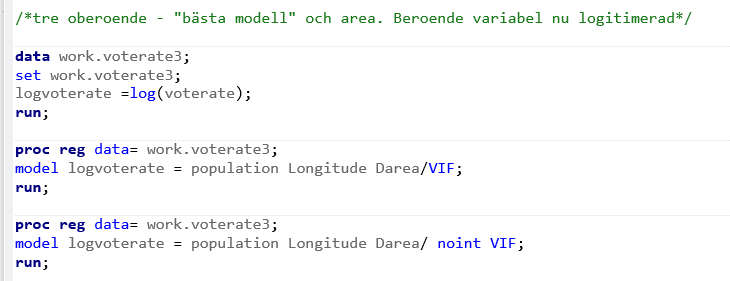 /*tre oberoende - "bästa modell" och area. Beroende variabel nu logitimerad*/
data work.voterate3;
set work.voterate3;
logvoterate =log(voterate);
run;
proc reg data= work.voterate3;
model logvoterate = population Longitude Darea/VIF;
run;
proc reg data= work.voterate3;
model logvoterate = population Longitude Darea/ noint VIF;
run;